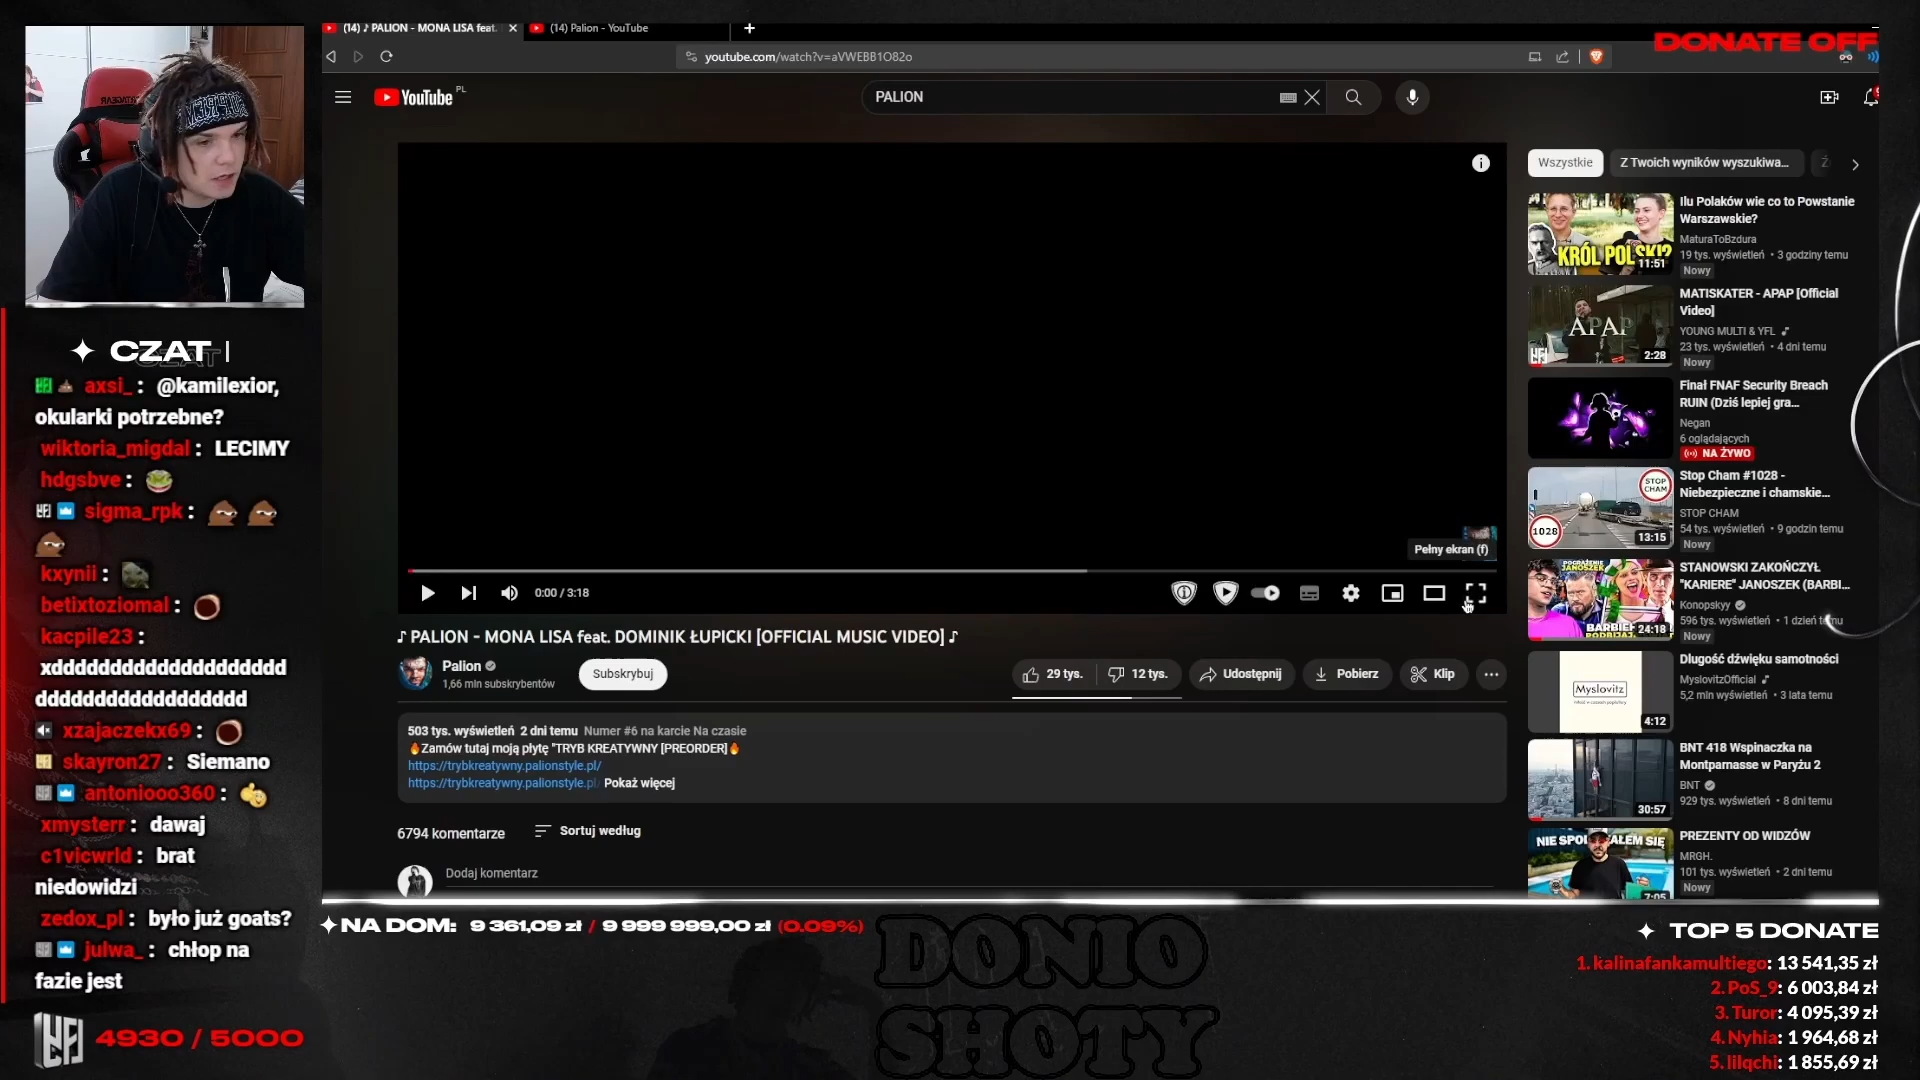 (14) ♪ PALION - MONA LISA feat.
(14) Palion - YouTube
youtube.com/watch?v=aVWEBB1O82o
DONATE OFF
YouTube PL
PALION
Pełny ekran (f)
0:00 / 3:18
♪ PALION - MONA LISA feat. DOMINIK ŁUPICKI [OFFICIAL MUSIC VIDEO] ♪
Palion
1,66 mln subskrybentów
Subskrybuj
29 tys.
12 tys.
Udostępnij
Pobierz
Klip
503 tys. wyświetleń 2 dni temu Numer #6 na karcie Na czasie
🔥Zamów tutaj moją płytę "TRYB KREATYWNY [PREORDER]🔥
https://trybkreatywny.palionstyle.pl/
https://trybkreatywny.palionstyle.pl/ Pokaż więcej
6794 komentarze
Sortuj według
Dodaj komentarz
Wszystkie
Z Twoich wyników wyszukiwa...
KRÓL POLSKI?
11:51
Ilu Polaków wie co to Powstanie
Warszawskie?
MaturaToBzdura
19 tys. wyświetleń • 3 godziny temu
Nowy
APAP
2:28
MATISKATER - APAP [Official
Video]
YOUNG MULTI & YFL ♪
23 tys. wyświetleń • 4 dni temu
Nowy
Finał FNAF Security Breach
RUIN (Dziś lepiej gra...
Negan
6 oglądających
NA ŻYWO
STOP
CHAM
1028
13:15
Stop Cham #1028 -
Niebezpieczne i chamskie...
STOP CHAM
54 tys. wyświetleń • 9 godzin temu
Nowy
POGRĄŻENIE
JANOSZEK
24:18
STANOWSKI ZAKOŃCZYŁ
"KARIERE" JANOSZEK (BARBI...
Konopskyy
596 tys. wyświetleń • 1 dzień temu
Nowy
Myslovitz
4:12
Długość dźwięku samotności
MyslovitzOfficial ♪
5,2 mln wyświetleń • 3 lata temu
30:57
BNT 418 Wspinaczka na
Montparnasse w Paryżu 2
BNT
929 tys. wyświetleń • 8 dni temu
7:05
PREZENTY OD WIDZÓW
MRGH.
101 tys. wyświetleń • 2 dni temu
Nowy
CZAT
axsi_ : @kamilexior,
okularki potrzebne?
wiktoria_migdal : LECIMY
hdgsbve :
sigma_rpk :
kxynii :
betixtoziomal :
kacpile23 :
xdddddddddddddddddddd
dddddddddddddddddd
xzajaczekx69 :
skayron27 : Siemano
antoniooo360 :
xmysterr : dawaj
c1vicwrld : brat
niedowidzi
zedox_pl : było już goats?
julwa_ : chłop na
fazie jest
4930 / 5000
NA DOM: 9 361,09 zł / 9 999 999,00 zł (0.09%)
DONIO
SHOTY
TOP 5 DONATE
1. kalinafankamultiego: 13 541,35 zł
2. PoS_9: 6 003,84 zł
3. Turor: 4 095,39 zł
4. Nyhia: 1 964,68 zł
5. lilqchi: 1 855,69 zł